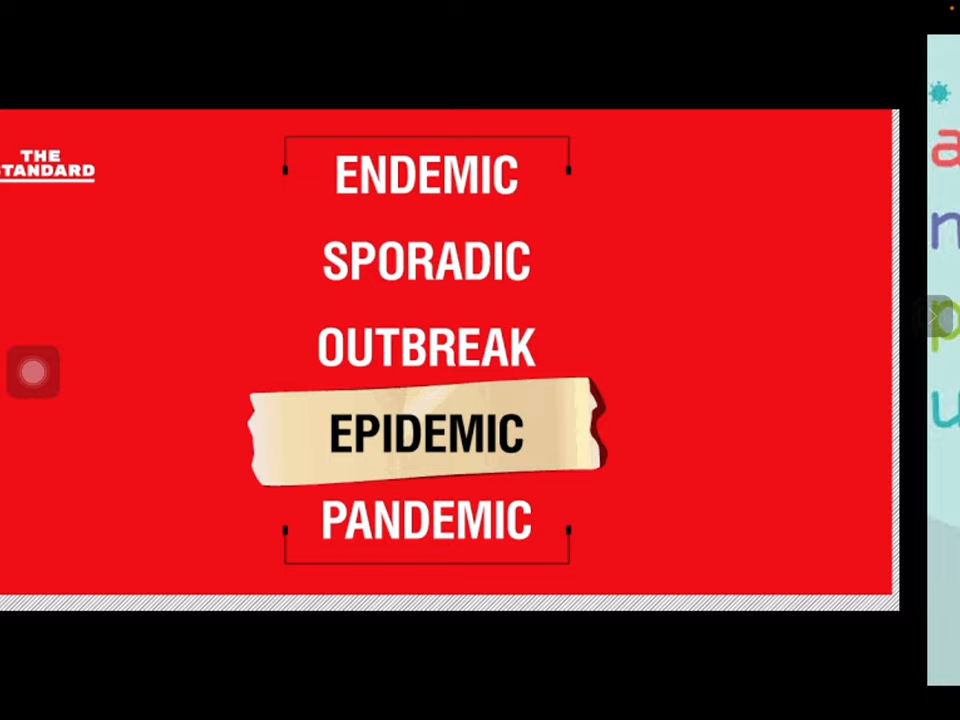 THE
STANDARD
ENDEMIC
SPORADIC
OUTBREAK
EPIDEMIC
PANDEMIC
a
n
p
u